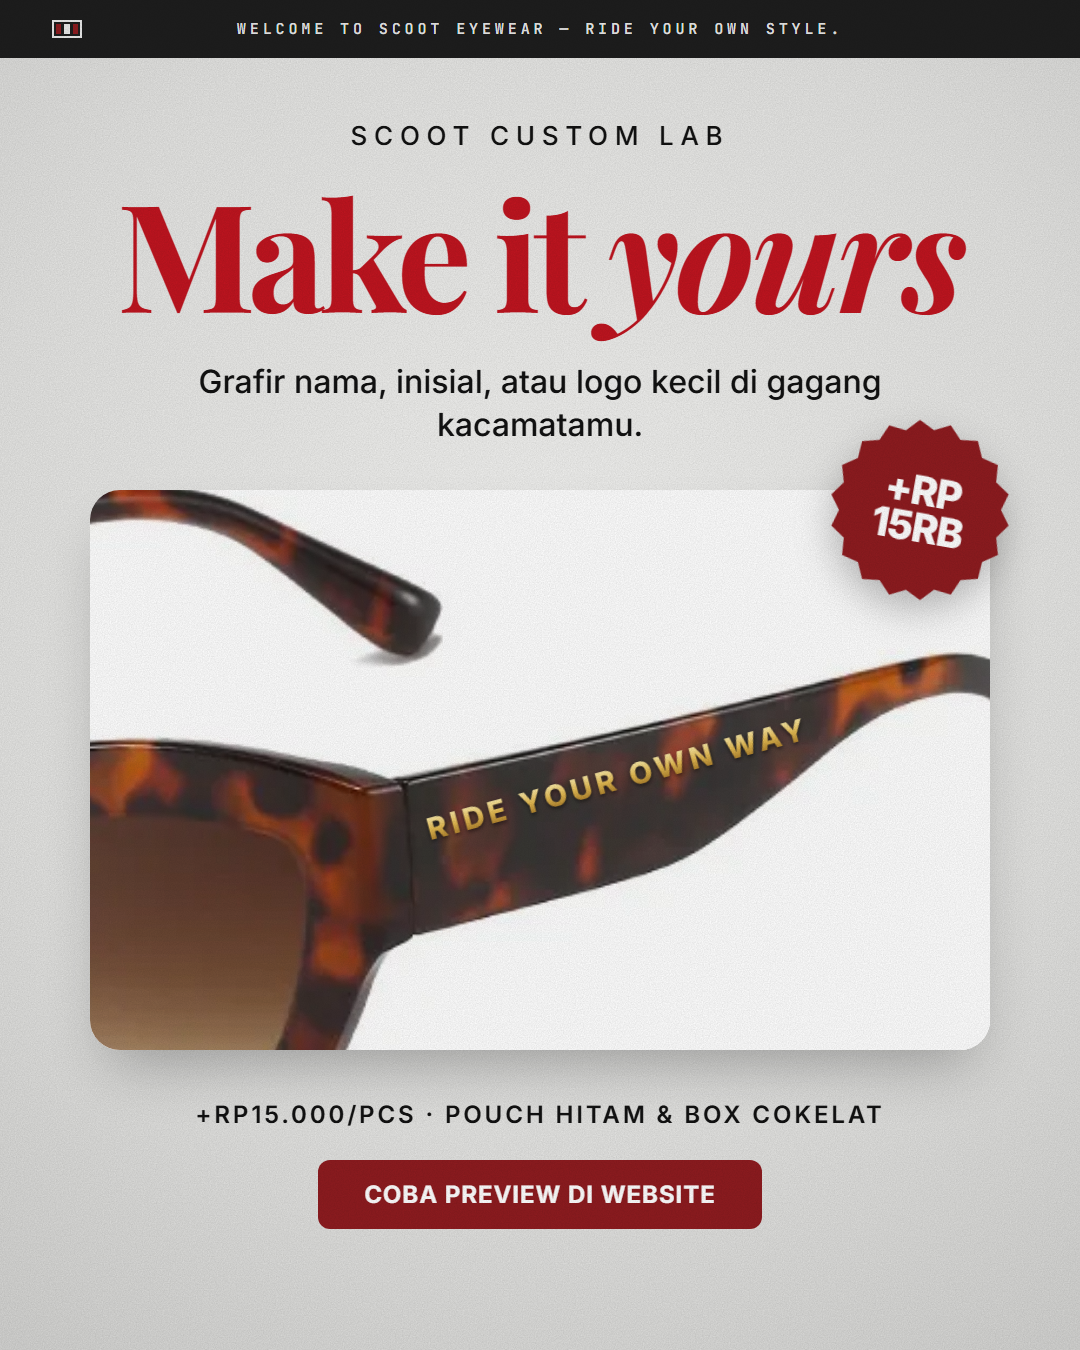 WELCOME TO SCOOT EYEWEAR — RIDE YOUR OWN STYLE.
SCOOT CUSTOM LAB
Make it yours
Grafir nama, inisial, atau logo kecil di gagang
kacamatamu.
+RP
15RB
RIDE YOUR OWN WAY
+RP15.000/PCS · POUCH HITAM & BOX COKELAT
COBA PREVIEW DI WEBSITE